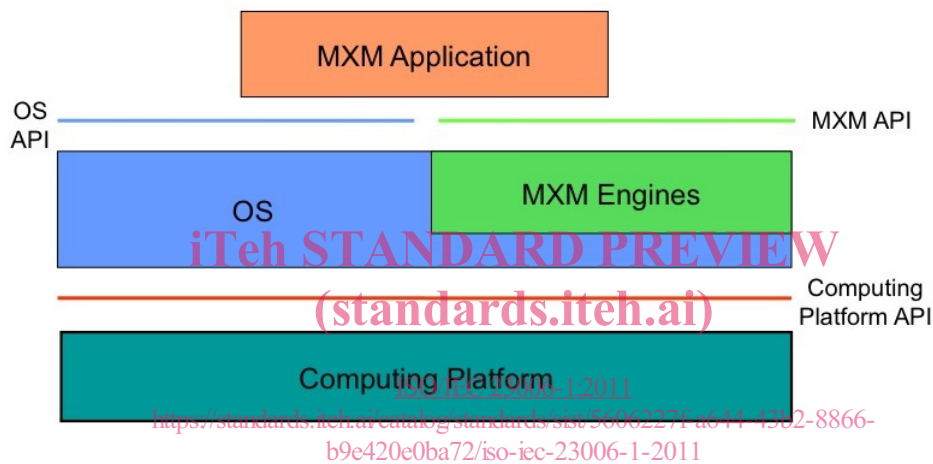 MXM Application
OS
API
MXM API
OS
MXM Engines
iTeh STANDARD PREVIEW
(standards.iteh.ai)
Computing
Platform API
Computing Platform
ISO/IEC 23006-1:2011
https://standards.iteh.ai/catalog/standards/sist/5606227f-a644-43b2-8866-
b9e420e0ba72/iso-iec-23006-1-2011